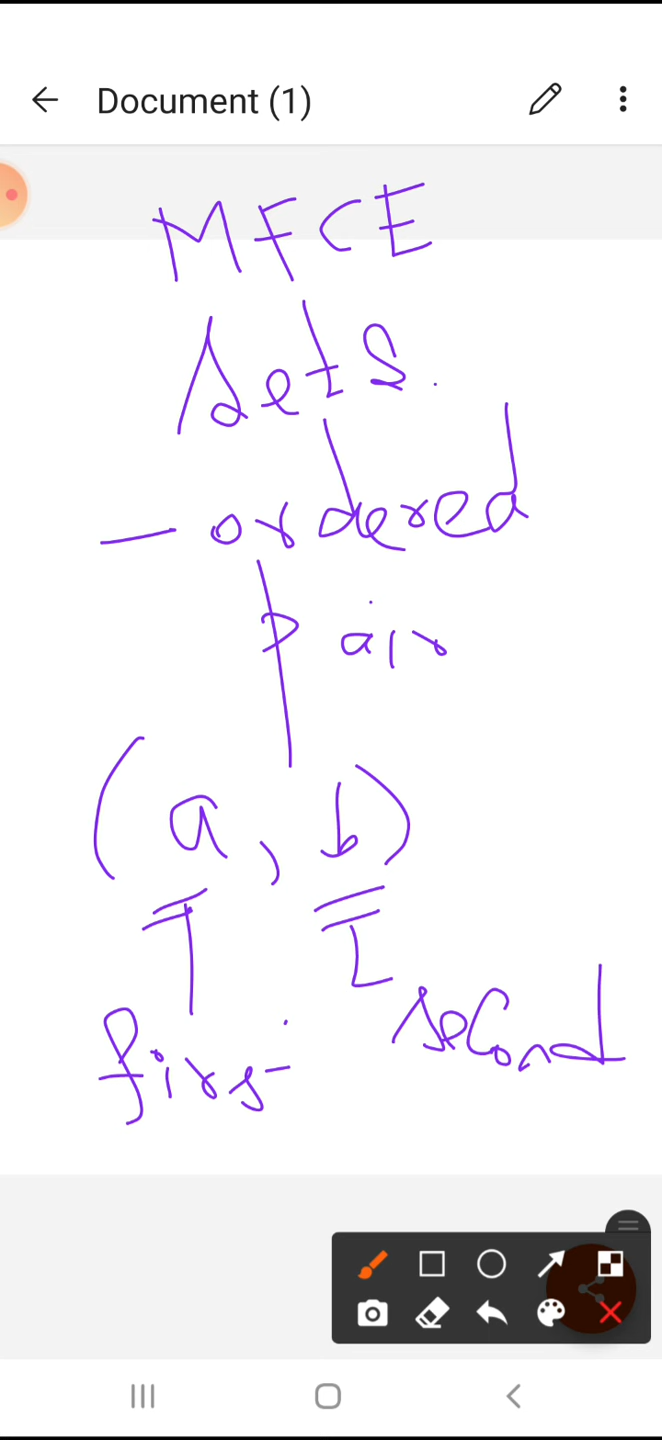 Document (1)
MFCE
Sets.
- ordered
pair
(a, b)
first second